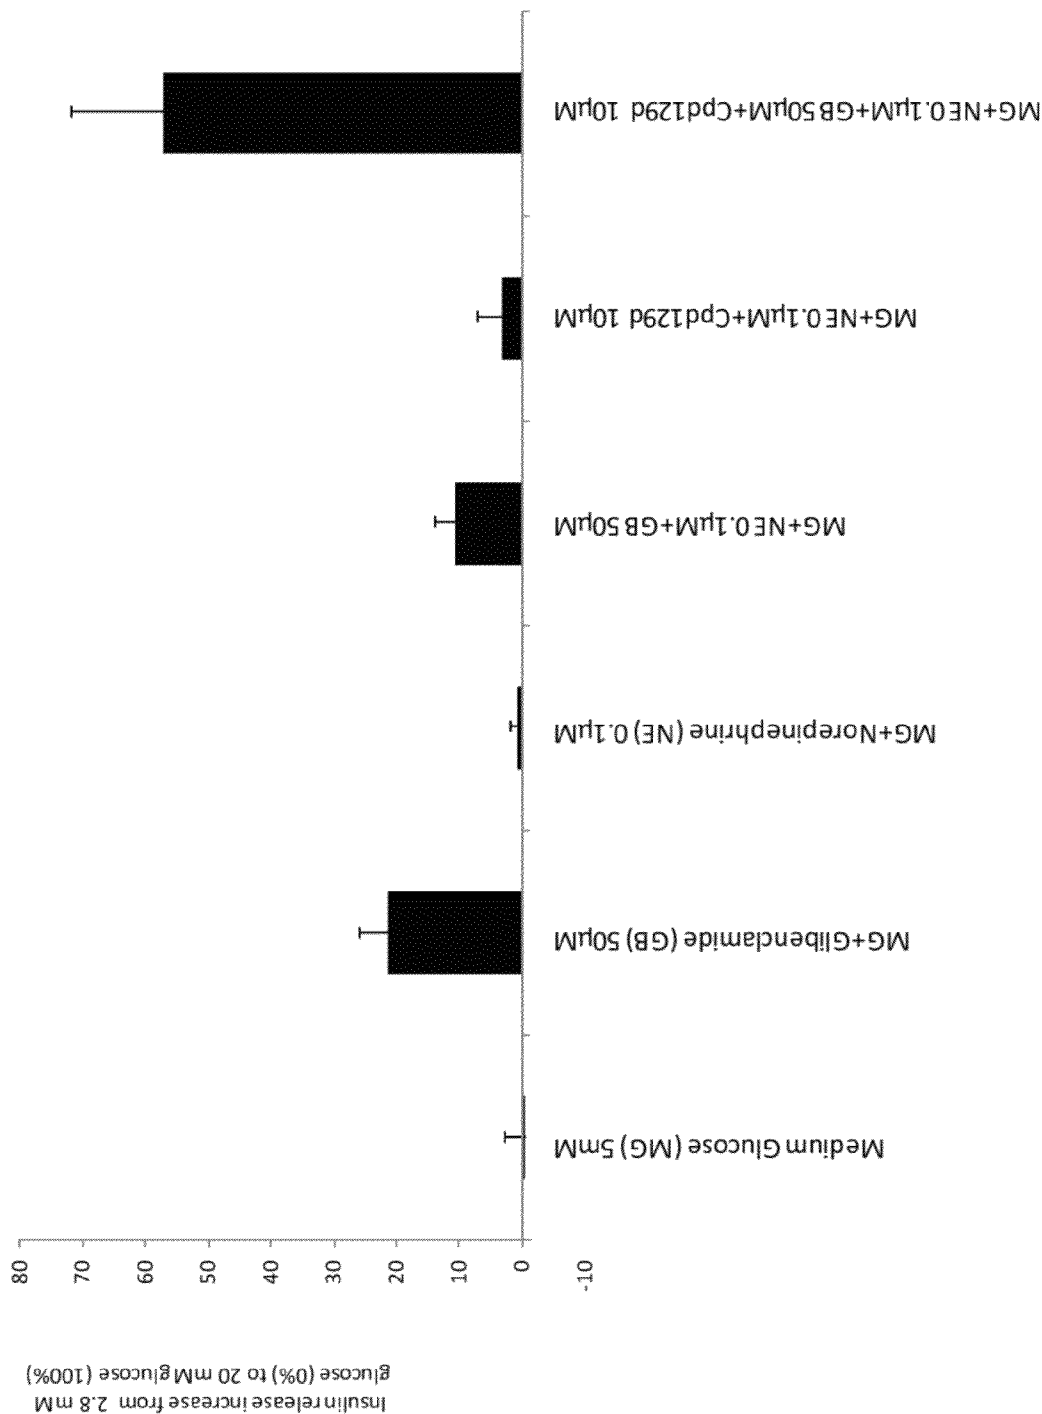 Insulin release increase from 2.8 mM
glucose (0%) to 20 mM glucose (100%)
80
70
60
50
40
30
20
10
0
-10
Medium Glucose (MG) 5mM
MG+Glibenclamide (GB) 50µM
MG+Norepinephrine (NE) 0.1µM
MG+NE 0.1µM+GB 50µM
MG+NE 0.1µM+Cpd129d 10µM
MG+NE 0.1µM+GB 50µM+Cpd129d 10µM